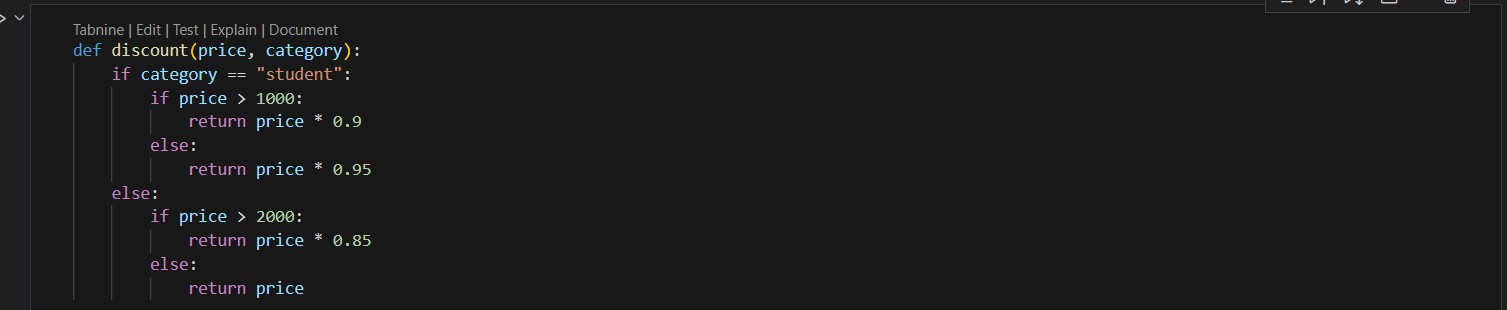 Tabnine | Edit | Test | Explain | Document
def discount(price, category):
    if category == "student":
        if price > 1000:
            return price * 0.9
        else:
            return price * 0.95
    else:
        if price > 2000:
            return price * 0.85
        else:
            return price